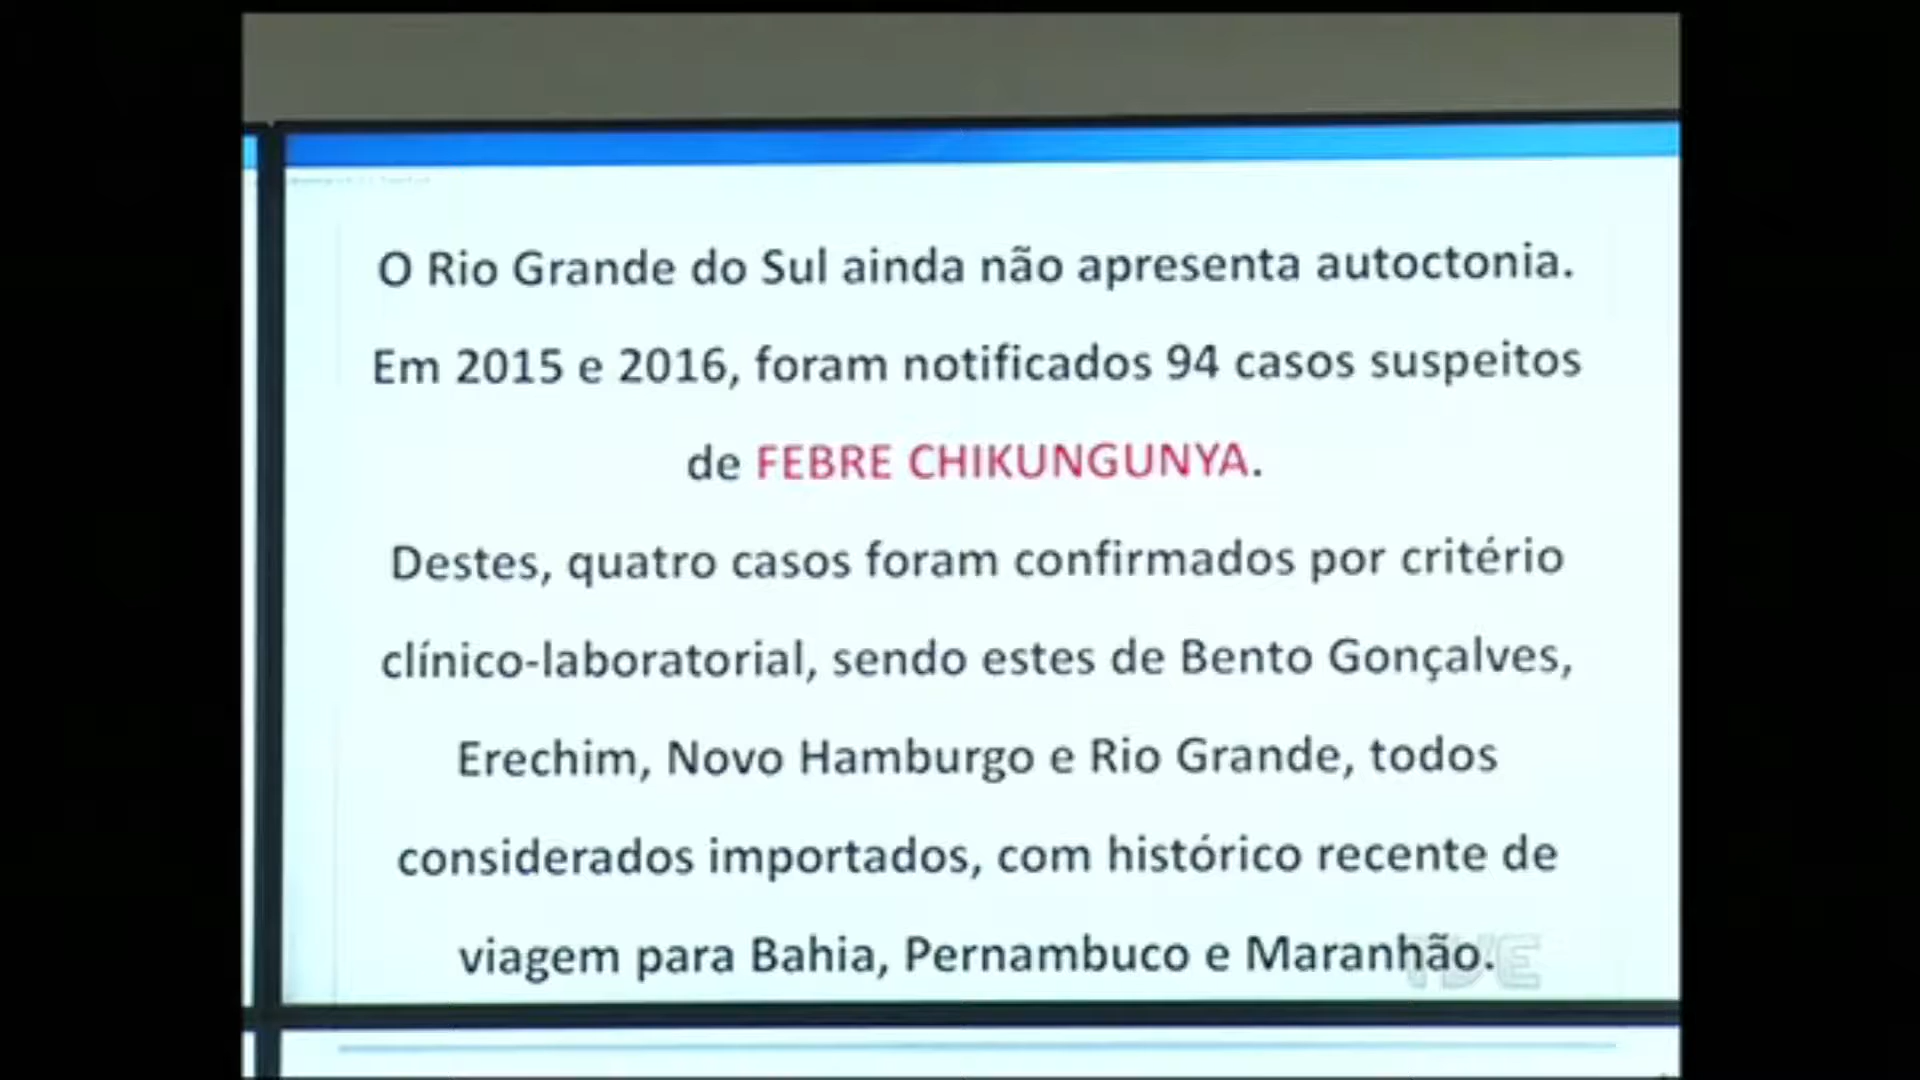 O Rio Grande do Sul ainda não apresenta autoctonia.
Em 2015 e 2016, foram notificados 94 casos suspeitos
de FEBRE CHIKUNGUNYA.
Destes, quatro casos foram confirmados por critério
clínico-laboratorial, sendo estes de Bento Gonçalves,
Erechim, Novo Hamburgo e Rio Grande, todos
considerados importados, com histórico recente de
viagem para Bahia, Pernambuco e Maranhão.
TVE